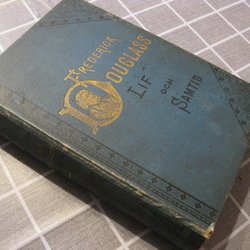 FREDERICK
DOUGLASS
LIF
OCH
SAMTID